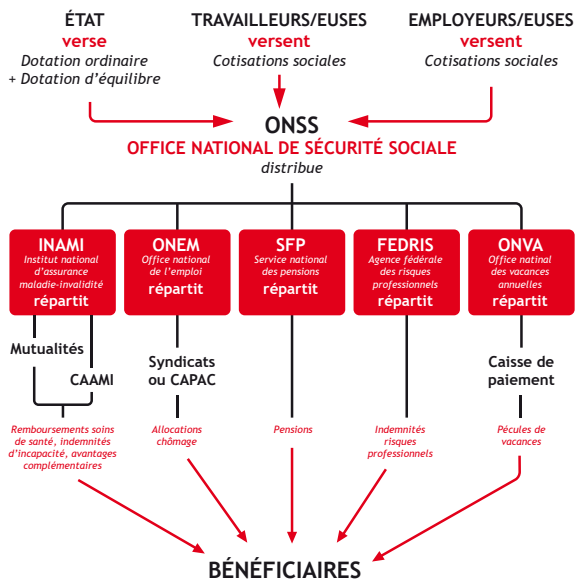 ÉTAT
verse
Dotation ordinaire
+ Dotation d'équilibre
TRAVAILLEURS/EUSES
versent
Cotisations sociales
EMPLOYEURS/EUSES
versent
Cotisations sociales
ONSS
OFFICE NATIONAL DE SÉCURITÉ SOCIALE
distribue
INAMI
Institut national
d'assurance
maladie-invalidité
répartit
ONEM
Office national
de l'emploi
répartit
SFP
Service national
des pensions
répartit
FEDRIS
Agence fédérale
des risques
professionnels
répartit
ONVA
Office natinal
des vacances
annuelles
répartit
Mutualités
CAAMI
Syndicats
ou CAPAC
Caisse de
paiement
Remboursements soins
de santé, indemnités
d'incapacité, avantages
complémentaires
Allocations
chômage
Pensions
Indemnités
risques
professionnels
Pécules de
vacances
BÉNÉFICIAIRES